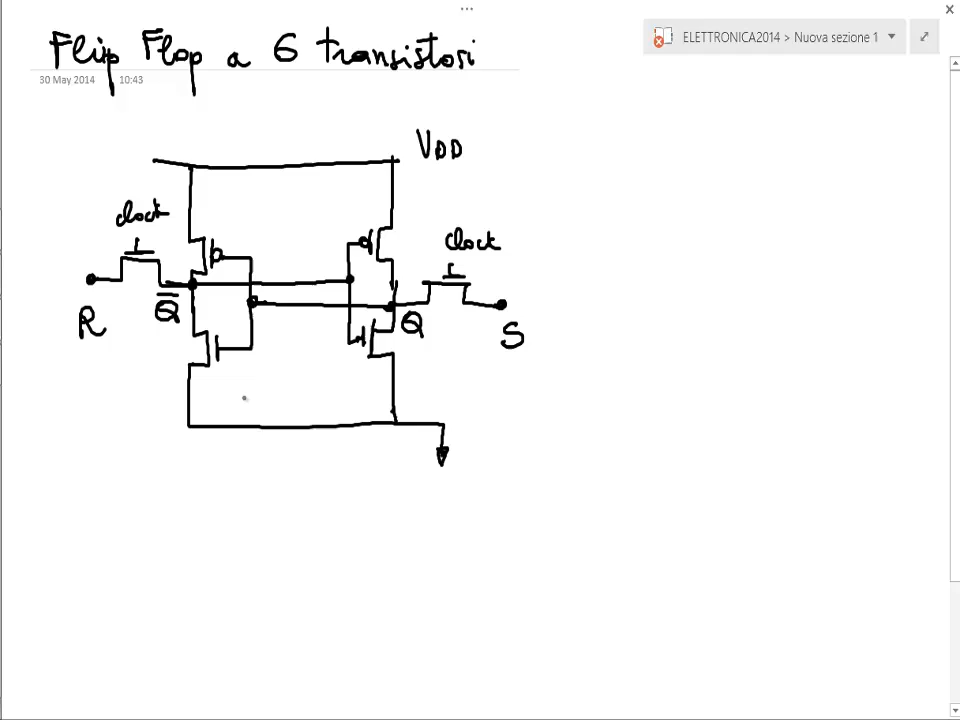 Flip Flop a 6 transistori
ELETTRONICA2014 > Nuova sezione 1
30 May 2014 10:43
VDD
clock
clock
R
Q
Q
S